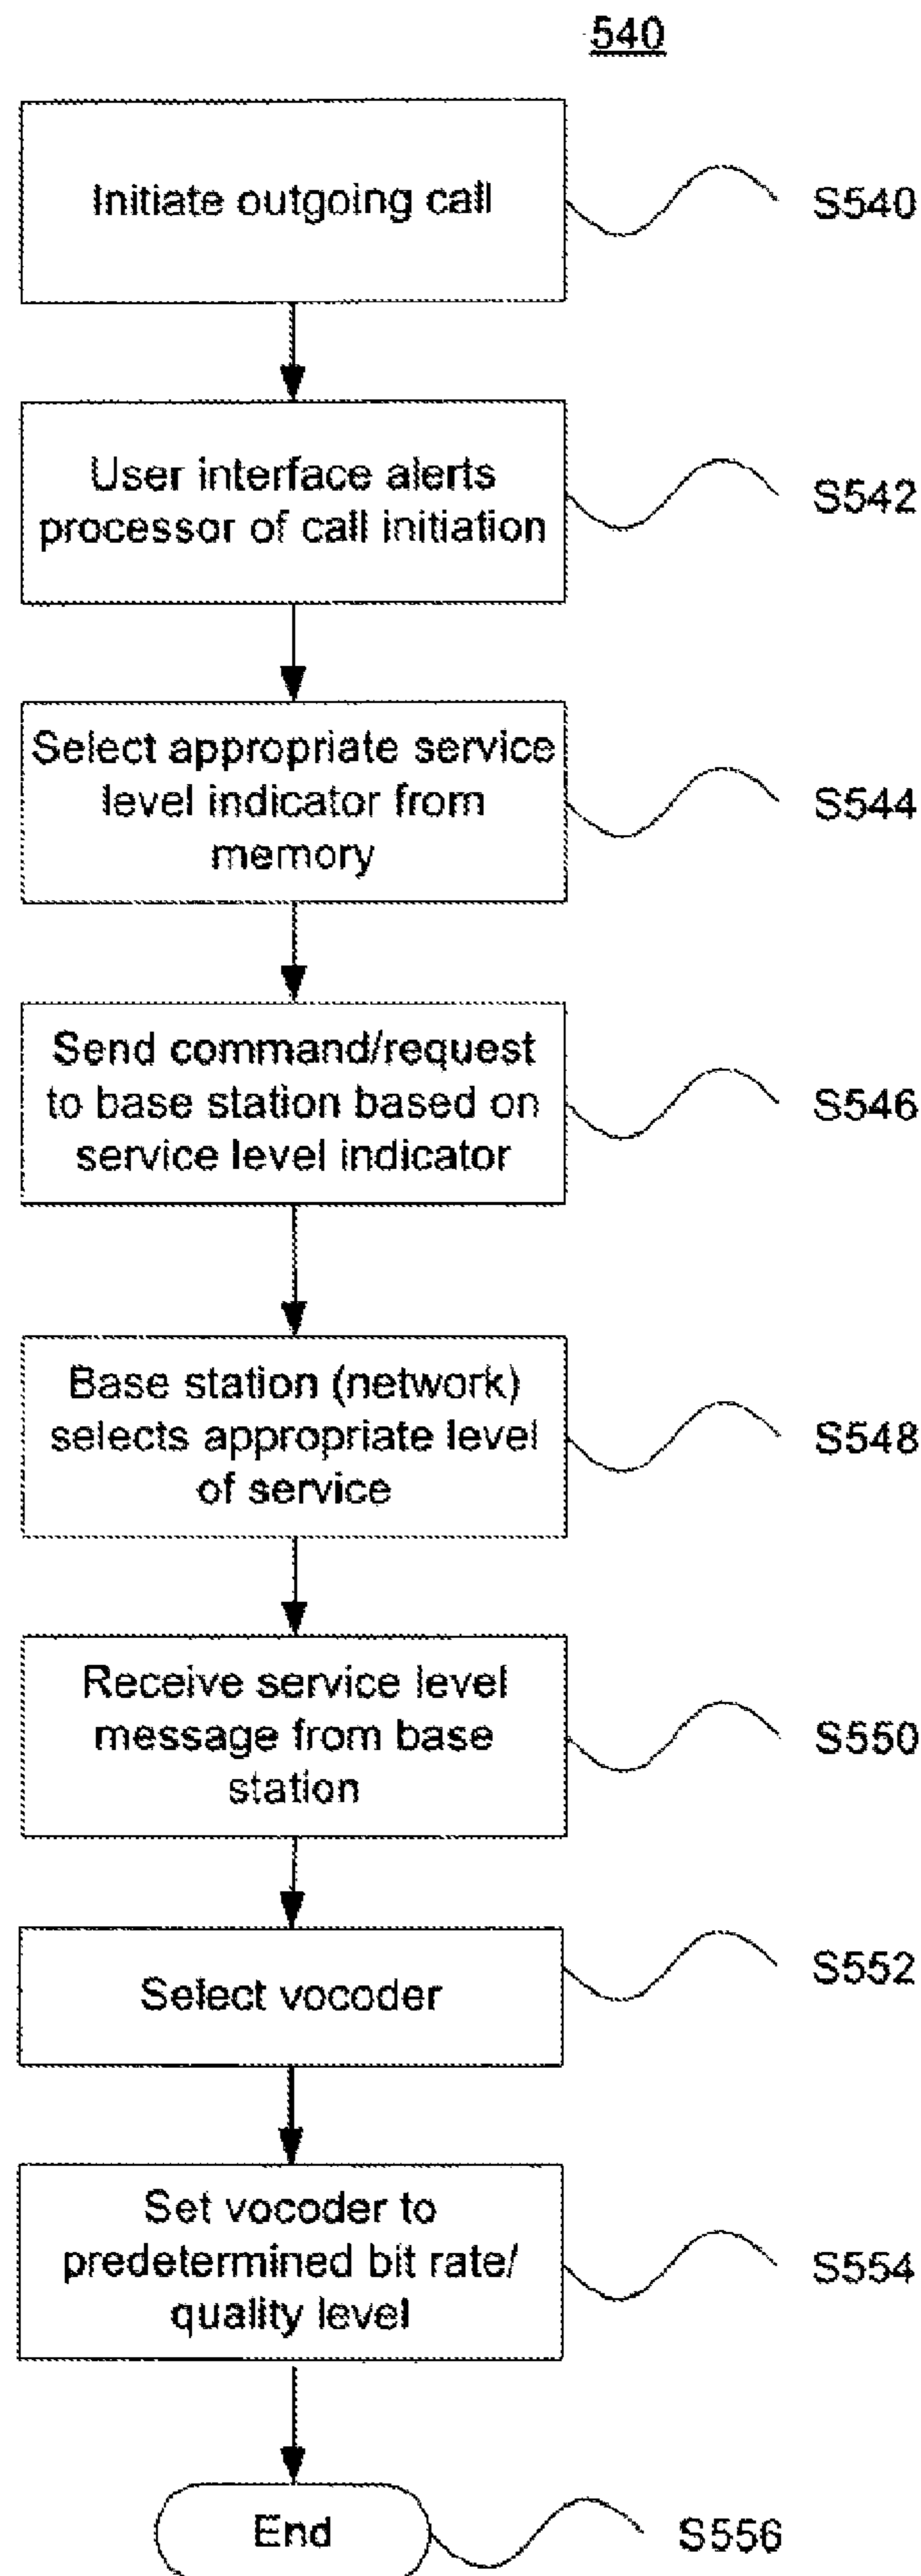 540
Initiate outgoing call
S540
User interface alerts
processor of call initiation
S542
Select appropriate service
level indicator from
memory
S544
Send command/request
to base station based on
service level indicator
S546
Base station (network)
selects appropriate level
of service
S548
Receive service level
message from base
station
S550
Select vocoder
S552
Set vocoder to
predetermined bit rate/
quality level
S554
End
S556